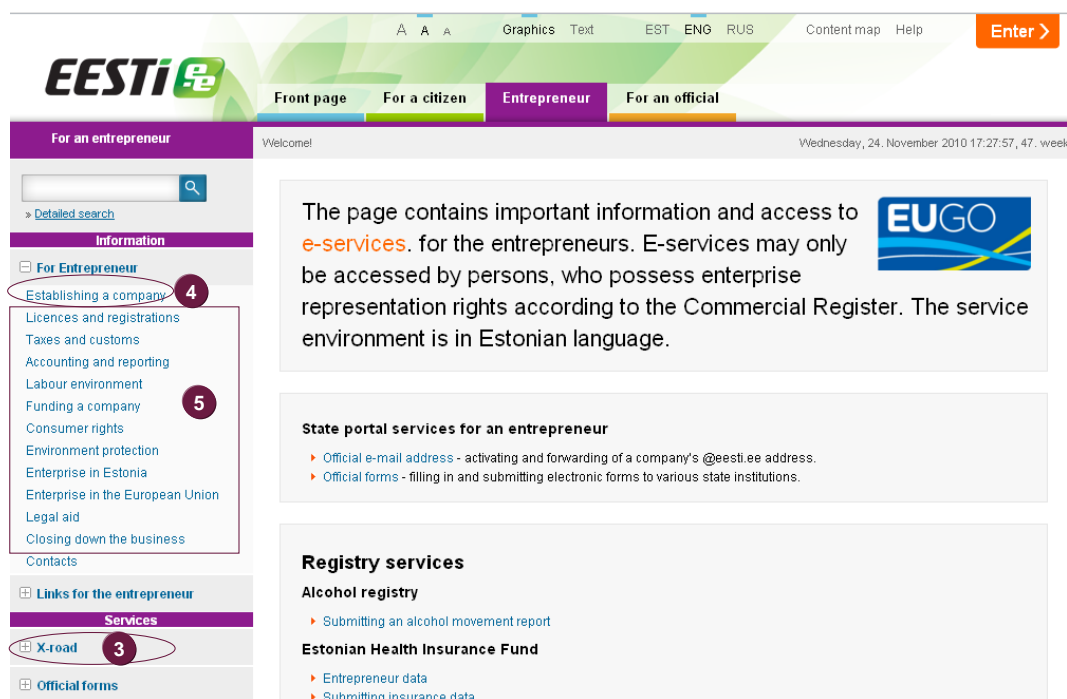 A A A Graphics Text EST ENG RUS Content map Help Enter >
EESTi ee
Front page For a citizen Entrepreneur For an official
For an entrepreneur
Welcome! Wednesday, 24. November 2010 17:27:57, 47. week
» Detailed search
Information
For Entrepreneur
Establishing a company 4
Licences and registrations
Taxes and customs
Accounting and reporting
Labour environment
Funding a company 5
Consumer rights
Environment protection
Enterprise in Estonia
Enterprise in the European Union
Legal aid
Closing down the business
Contacts
Links for the entrepreneur
Services
X-road 3
Official forms
The page contains important information and access to
e-services. for the entrepreneurs. E-services may only
be accessed by persons, who possess enterprise
representation rights according to the Commercial Register. The service
environment is in Estonian language.
EUGO
State portal services for an entrepreneur
Official e-mail address - activating and forwarding of a company's @eesti.ee address.
Official forms - filling in and submitting electronic forms to various state institutions.
Registry services
Alcohol registry
Submitting an alcohol movement report
Estonian Health Insurance Fund
Entrepreneur data
Submitting insurance data